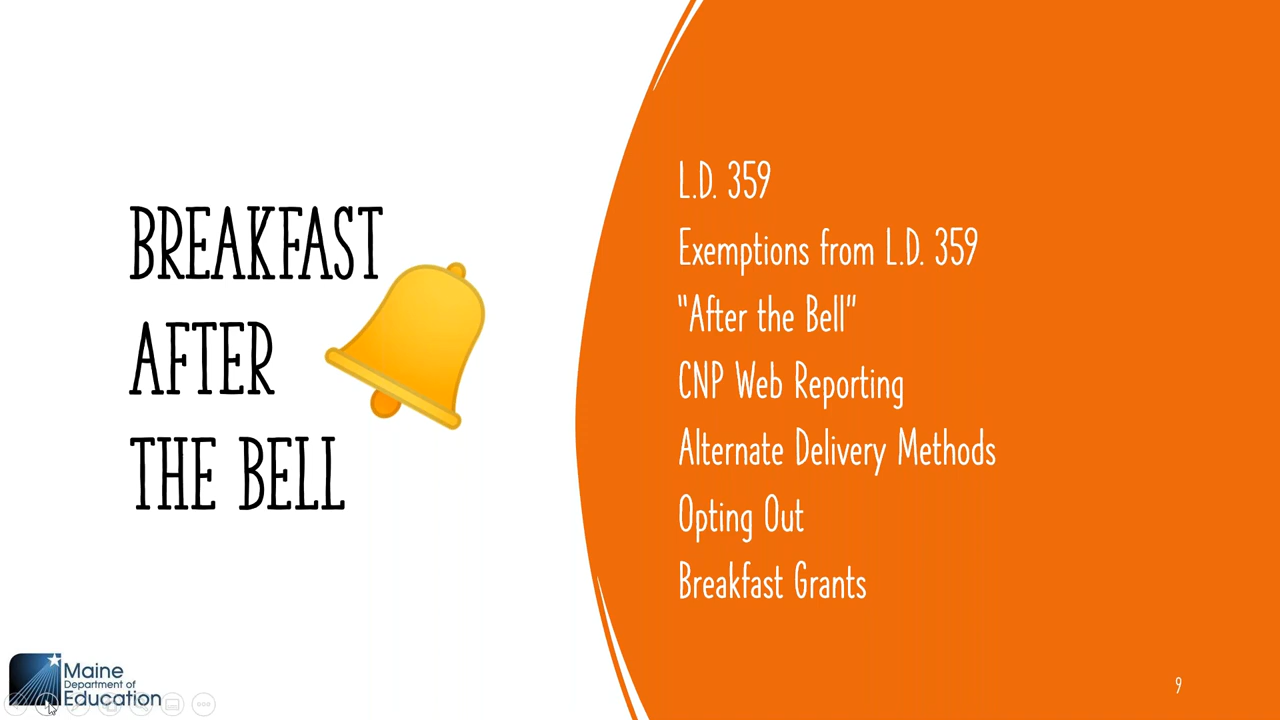 BREAKFAST
AFTER
THE BELL
L.D. 359
Exemptions from L.D. 359
"After the Bell"
CNP Web Reporting
Alternate Delivery Methods
Opting Out
Breakfast Grants
Maine
Department of
Education
9